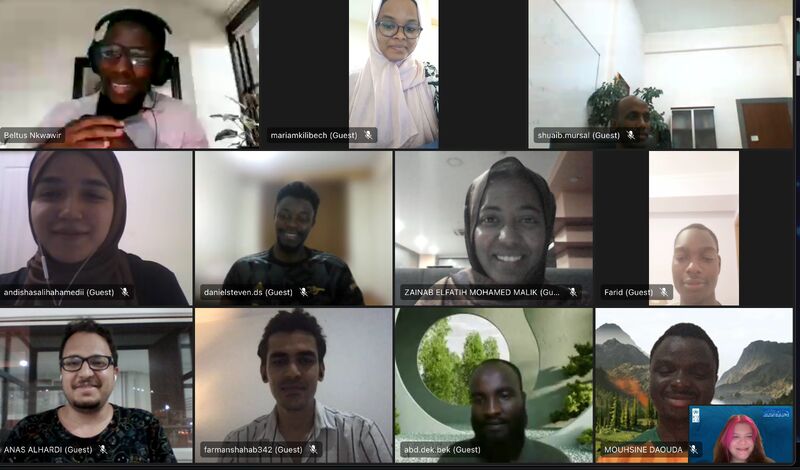 Beltus Nkwawir
mariamkilibech (Guest)
shuaib.mursal (Guest)
andishasalihahamedii (Guest)
danielsteven.ds (Guest)
ZAINAB ELFATIH MOHAMED MALIK (Gu...
Farid (Guest)
ANAS ALHARDI (Guest)
farmanshahab342 (Guest)
abd.dek.bek (Guest)
MOUHSINE DAOUDA